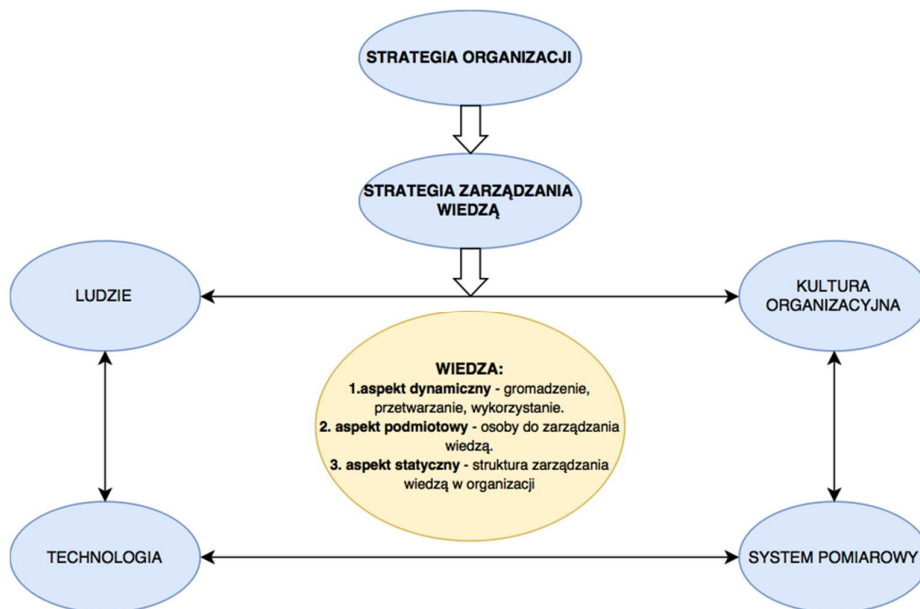 STRATEGIA ORGANIZACJI
STRATEGIA ZARZĄDZANIA
WIEDZĄ
LUDZIE
KULTURA
ORGANIZACYJNA
WIEDZA:
1.aspekt dynamiczny - gromadzenie,
przetwarzanie, wykorzystanie.
2. aspekt podmiotowy - osoby do zarządzania
wiedzą.
3. aspekt statyczny - struktura zarządzania
wiedzą w organizacji
TECHNOLOGIA
SYSTEM POMIAROWY